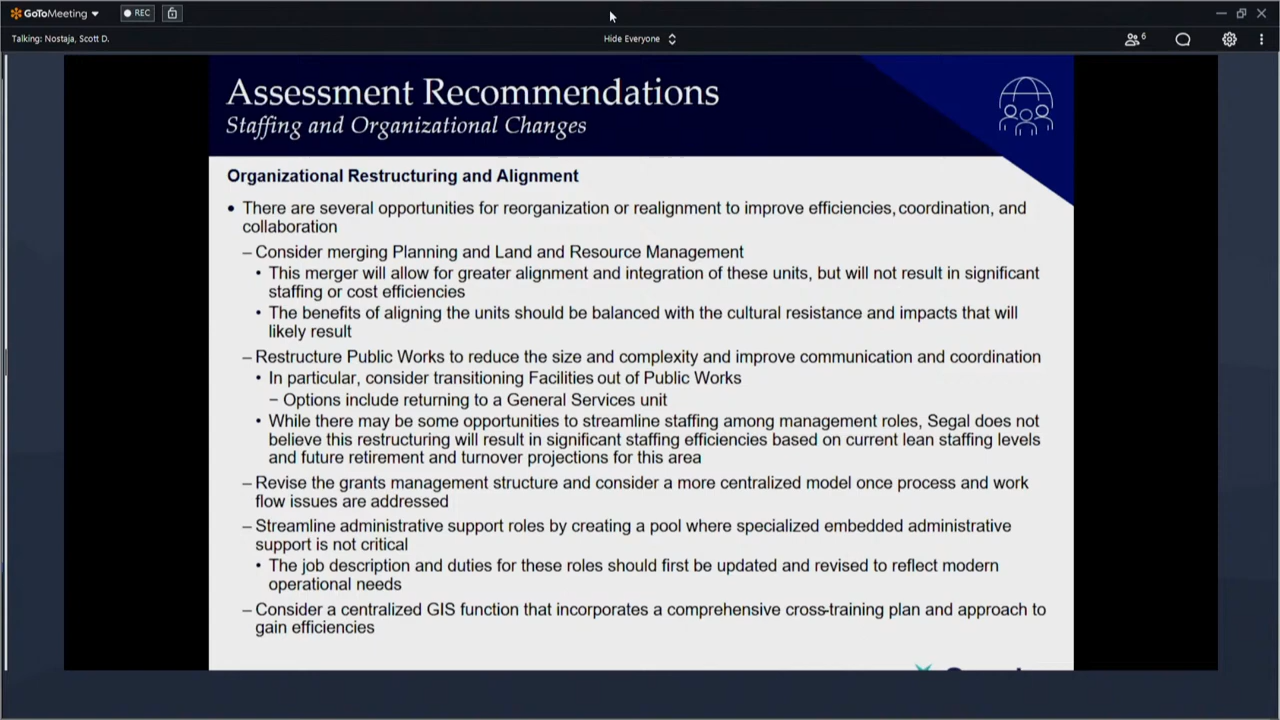 GoToMeeting
REC
Talking: Nostaja, Scott D.
Hide Everyone
6
Assessment Recommendations
Staffing and Organizational Changes
Organizational Restructuring and Alignment
• There are several opportunities for reorganization or realignment to improve efficiencies, coordination, and
collaboration
– Consider merging Planning and Land and Resource Management
• This merger will allow for greater alignment and integration of these units, but will not result in significant
staffing or cost efficiencies
• The benefits of aligning the units should be balanced with the cultural resistance and impacts that will
likely result
– Restructure Public Works to reduce the size and complexity and improve communication and coordination
• In particular, consider transitioning Facilities out of Public Works
– Options include returning to a General Services unit
• While there may be some opportunities to streamline staffing among management roles, Segal does not
believe this restructuring will result in significant staffing efficiencies based on current lean staffing levels
and future retirement and turnover projections for this area
– Revise the grants management structure and consider a more centralized model once process and work
flow issues are addressed
– Streamline administrative support roles by creating a pool where specialized embedded administrative
support is not critical
• The job description and duties for these roles should first be updated and revised to reflect modern
operational needs
– Consider a centralized GIS function that incorporates a comprehensive cross-training plan and approach to
gain efficiencies